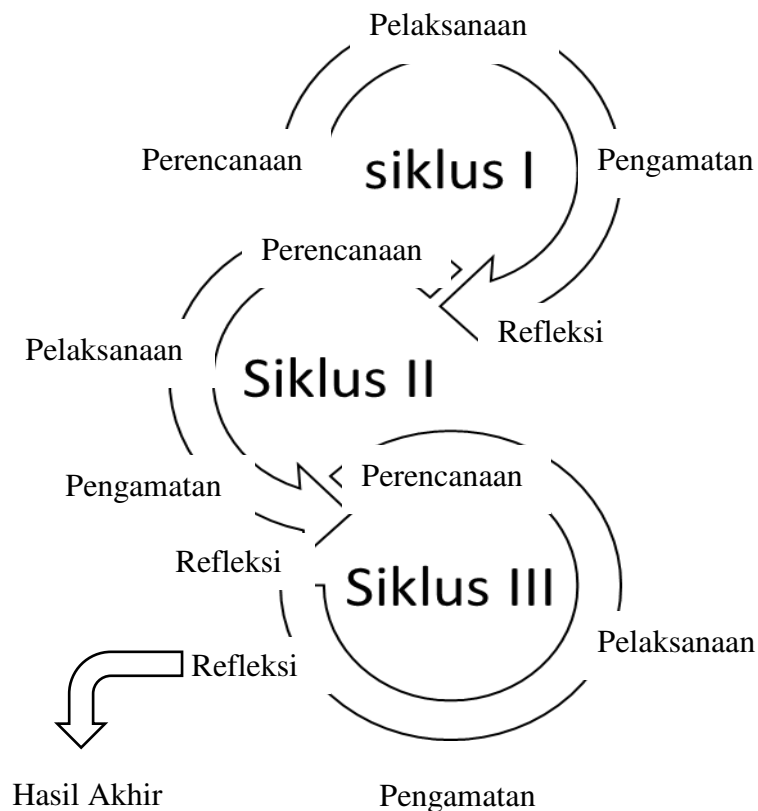 Pelaksanaan
Perencanaan
siklus I
Pengamatan
Perencanaan
Refleksi
Pelaksanaan
Siklus II
Pengamatan
Perencanaan
Refleksi
Siklus III
Pelaksanaan
Refleksi
Hasil Akhir
Pengamatan